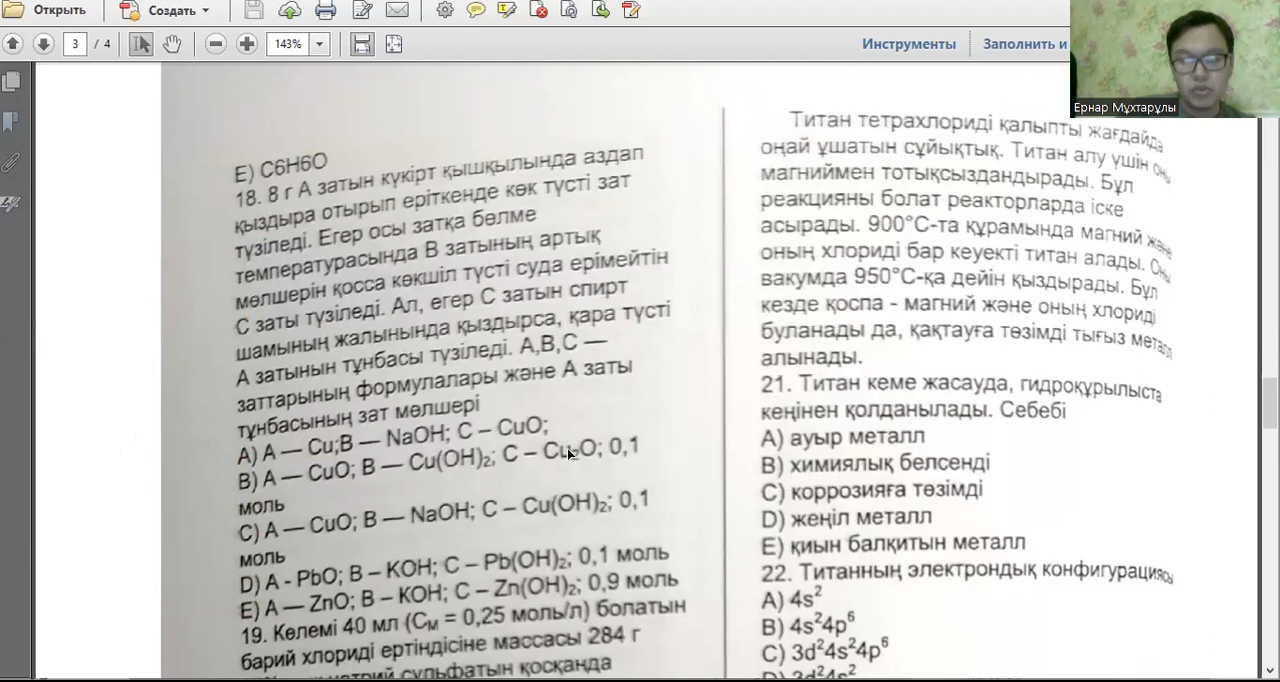 Открыть
Создать
3 / 4
143%
Инструменты
Заполнить и
Ернар Мұхтарұлы
E) C6H6O
18. 8 г А затын күкірт қышқылында аздап
қыздыра отырып еріткенде көк түсті зат
түзіледі. Егер осы затқа бөлме
температурасында В затының артық
мөлшерін қосса көкшіл түсті суда ерімейтін
С заты түзіледі. Ал, егер С затын спирт
шамының жалынында қыздырса, қара түсті
А затынын тұнбасы түзіледі. А,В,С —
заттарының формулалары және А заты
тұнбасының зат мөлшері
A) A — Cu;B — NaOH; C – CuO;
B) A — CuO; B — Cu(OH)₂; C – Cu₂O; 0,1
моль
C) A — CuO; B — NaOH; C – Cu(OH)₂; 0,1
моль
D) A - PbO; B – KOH; C – Pb(OH)₂; 0,1 моль
E) A — ZnO; B – KOH; C – Zn(OH)₂; 0,9 моль
19. Көлемі 40 мл (Cм = 0,25 моль/л) болатын
барий хлориді ертіндісіне массасы 284 г
натрий сульфатын қосқанда
Титан тетрахлориді қалыпты жағдайда
оңай ұшатын сұйықтық. Титан алу үшін оны
магниймен тотықсыздандырады. Бұл
реакцияны болат реакторларда іске
асырады. 900°C-та құрамында магний және
оның хлориді бар кеуекті титан алады. Оны
вакумда 950°C-қа дейін қыздырады. Бұл
кезде қоспа - магний және оның хлориді
буланады да, қақтауға төзімді тығыз металл
алынады.
21. Титан кеме жасауда, гидроқұрылыста
кеңінен қолданылады. Себебі
A) ауыр металл
B) химиялық белсенді
C) коррозияға төзімді
D) жеңіл металл
E) қиын балқитын металл
22. Титанның электрондық конфигурациясы
A) 4s²
B) 4s²4p⁶
C) 3d²4s²4p⁶
D) 3d²4s²